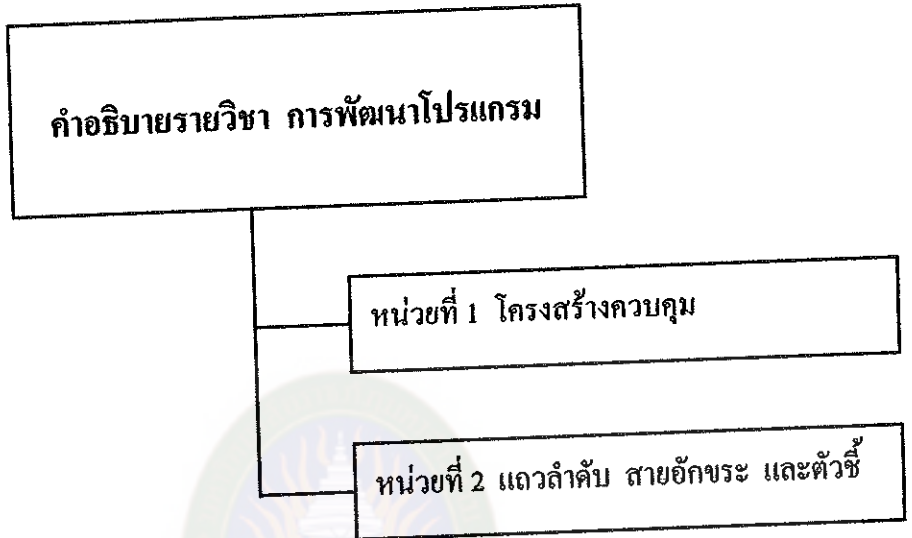 คำอธิบายรายวิชา การพัฒนาโปรแกรม
หน่วยที่ 1 โครงสร้างควบคุม
หน่วยที่ 2 แถวลำดับ สายอักขระ และตัวชี้